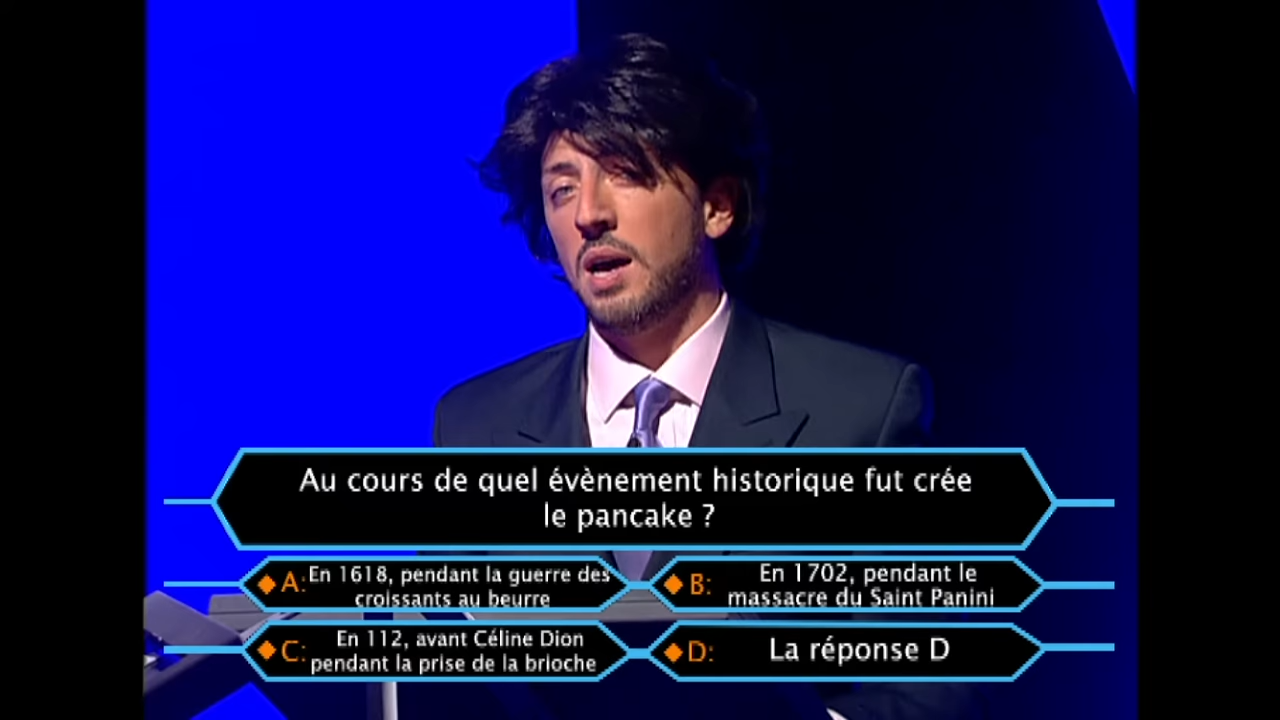 Au cours de quel évènement historique fut crée
le pancake ?
A: En 1618, pendant la guerre des
croissants au beurre
B: En 1702, pendant le
massacre du Saint Panini
C: En 112, avant Céline Dion
pendant la prise de la brioche
D: La réponse D